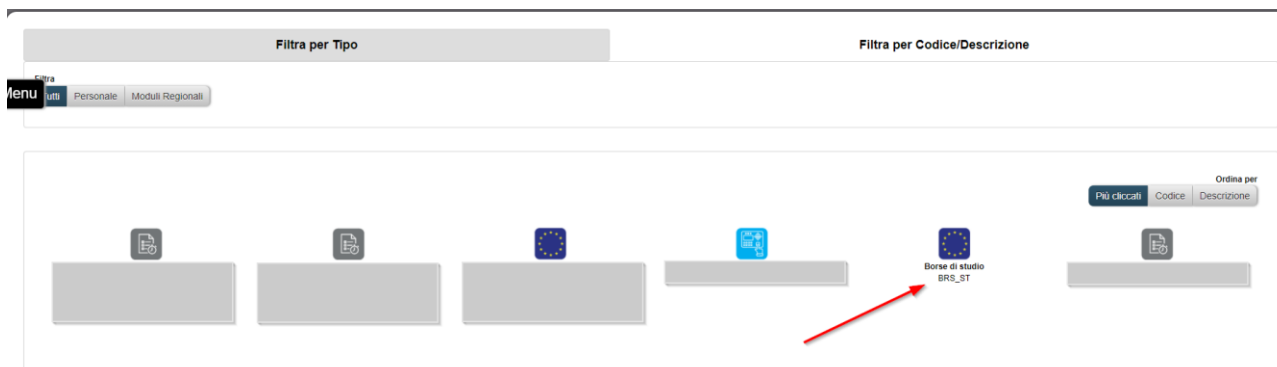 Filtra per Tipo
Filtra per Codice/Descrizione
Filtra
Menu
Tutti Personale Moduli Regionali
Ordina per
Più cliccati Codice Descrizione
Borse di studio
BRS_ST